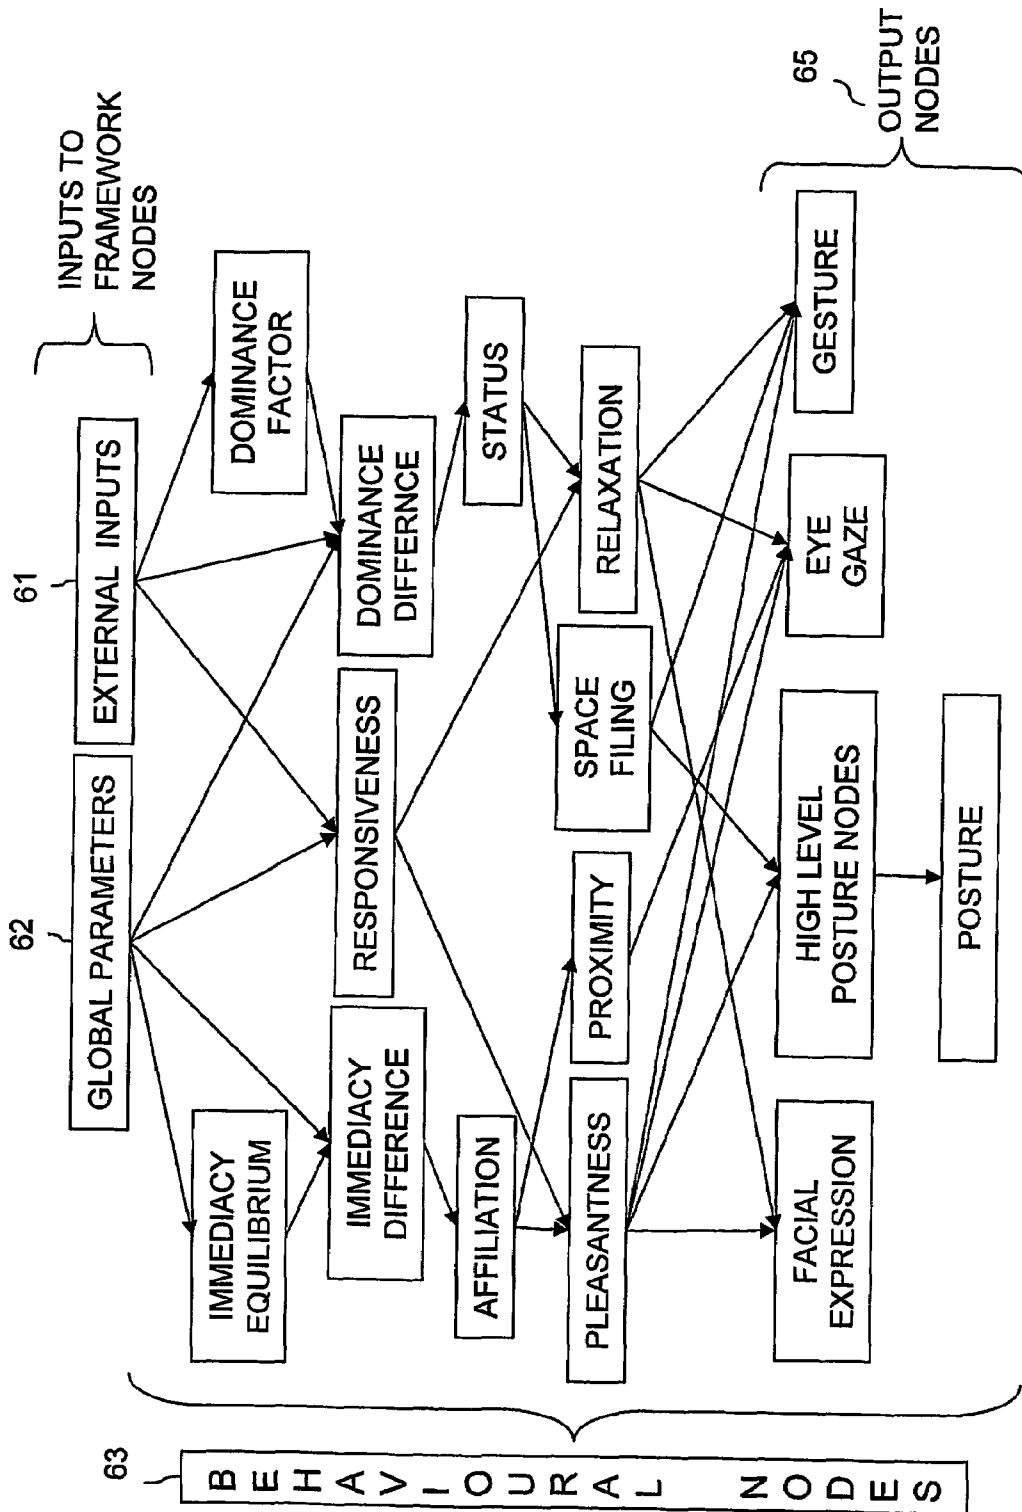 INPUTS TO
FRAMEWORK
NODES
61
62
EXTERNAL INPUTS
GLOBAL PARAMETERS
DOMINANCE
FACTOR
IMMEDIACY
EQUILIBRIUM
DOMINANCE
DIFFERNCE
RESPONSIVENESS
IMMEDIACY
DIFFERENCE
STATUS
AFFILIATION
RELAXATION
SPACE
FILING
PROXIMITY
PLEASANTNESS
GESTURE
EYE
GAZE
HIGH LEVEL
POSTURE NODES
FACIAL
EXPRESSION
POSTURE
65
OUTPUT
NODES
63
BEHAVIOURAL NODES